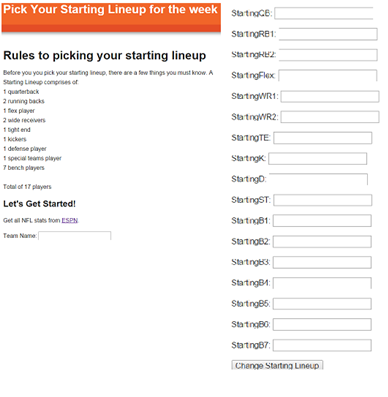 Pick Your Starting Lineup for the week
Rules to picking your starting lineup
Before you you pick your starting lineup, there are a few things you must know. A
Starting Lineup comprises of:
1 quarterback
2 running backs
1 flex player
2 wide receivers
1 tight end
1 kickers
1 defense player
1 special teams player
7 bench players
Total of 17 players
Let's Get Started!
Get all NFL stats from ESPN.
Team Name:
StartingQB:
StartingRB1:
StartingRB2:
StartingFlex:
StartingWR1:
StartingWR2:
StartingTE:
StartingK:
StartingD:
StartingST:
StartingB1:
StartingB2:
StartingB3:
StartingB4:
StartingB5:
StartingB6:
StartingB7:
Change Starting Lineup